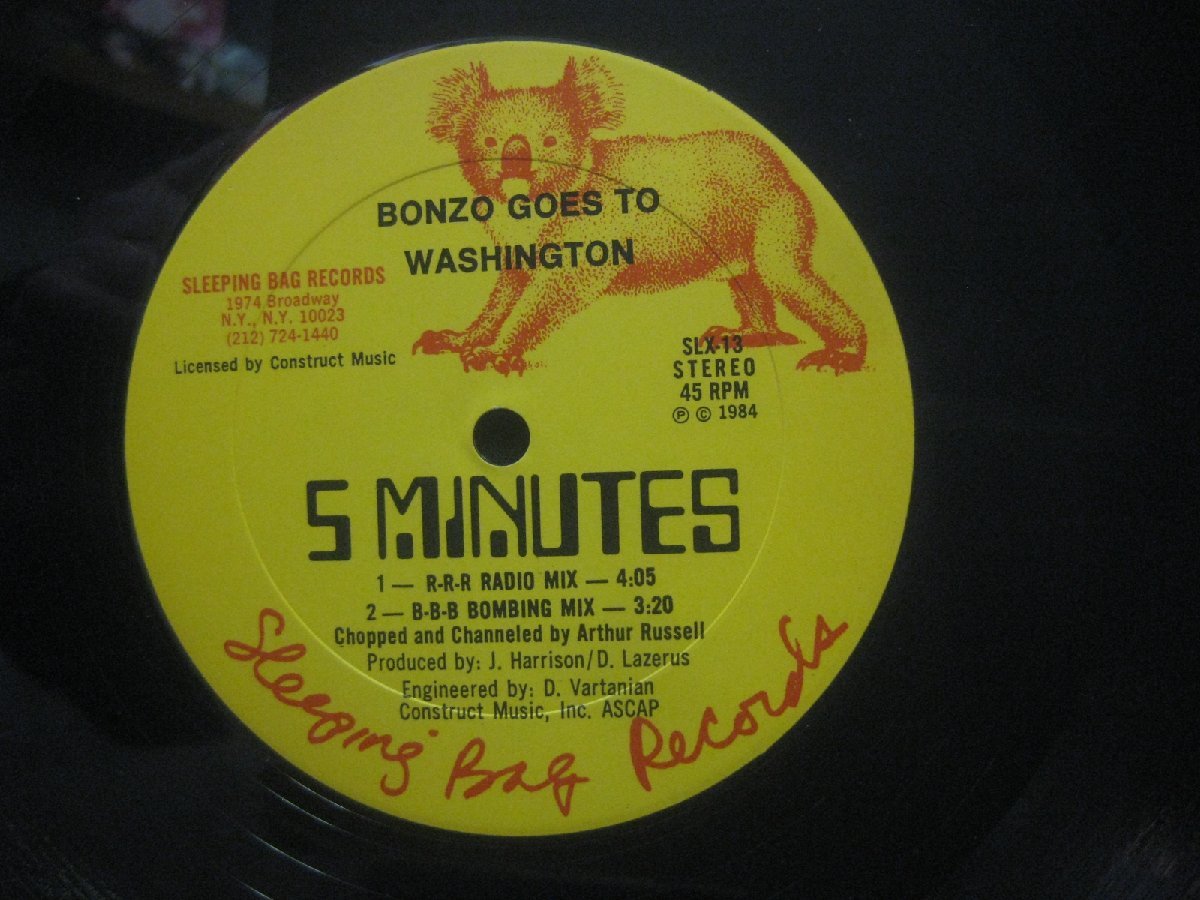 BONZO GOES TO
WASHINGTON
SLEEPING BAG RECORDS
1974 Broadway
N.Y., N.Y. 10023
(212) 724-1440
Licensed by Construct Music
SLX-13
STEREO
45 RPM
Ⓟ © 1984
5 MINUTES
1 — R-R-R RADIO MIX — 4:05
2 — B-B-B BOMBING MIX — 3:20
Chopped and Channeled by Arthur Russell
Produced by: J. Harrison/D. Lazerus
Engineered by: D. Vartanian
Construct Music, Inc. ASCAP
Sleeping Bag Records